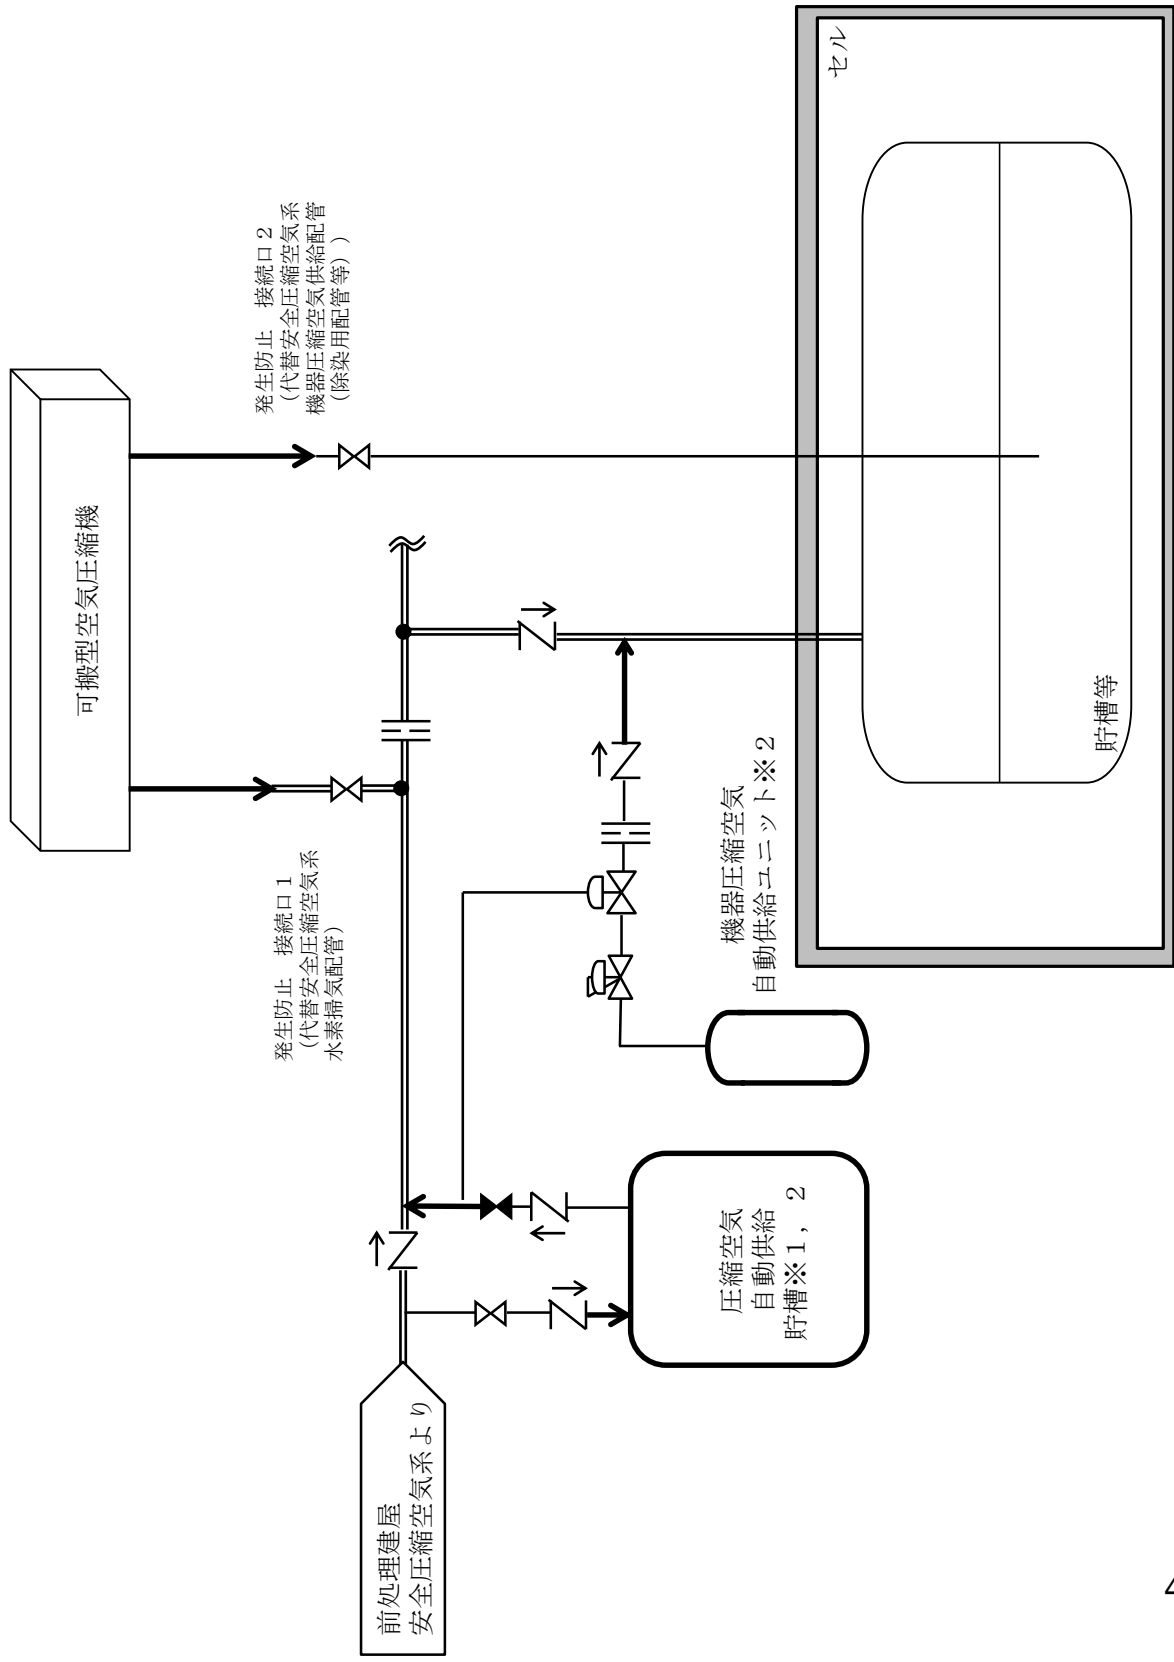 可搬型空気圧縮機
発生防止　接続口２
（代替安全圧縮空気系
機器圧縮空気供給配管
（除染用配管等））
発生防止　接続口１
（代替安全圧縮空気系
水素掃気配管）
セル
貯槽等
機器圧縮空気
自動供給ユニット※２
圧縮空気
自動供給
貯槽※１，２
前処理建屋
安全圧縮空気系より